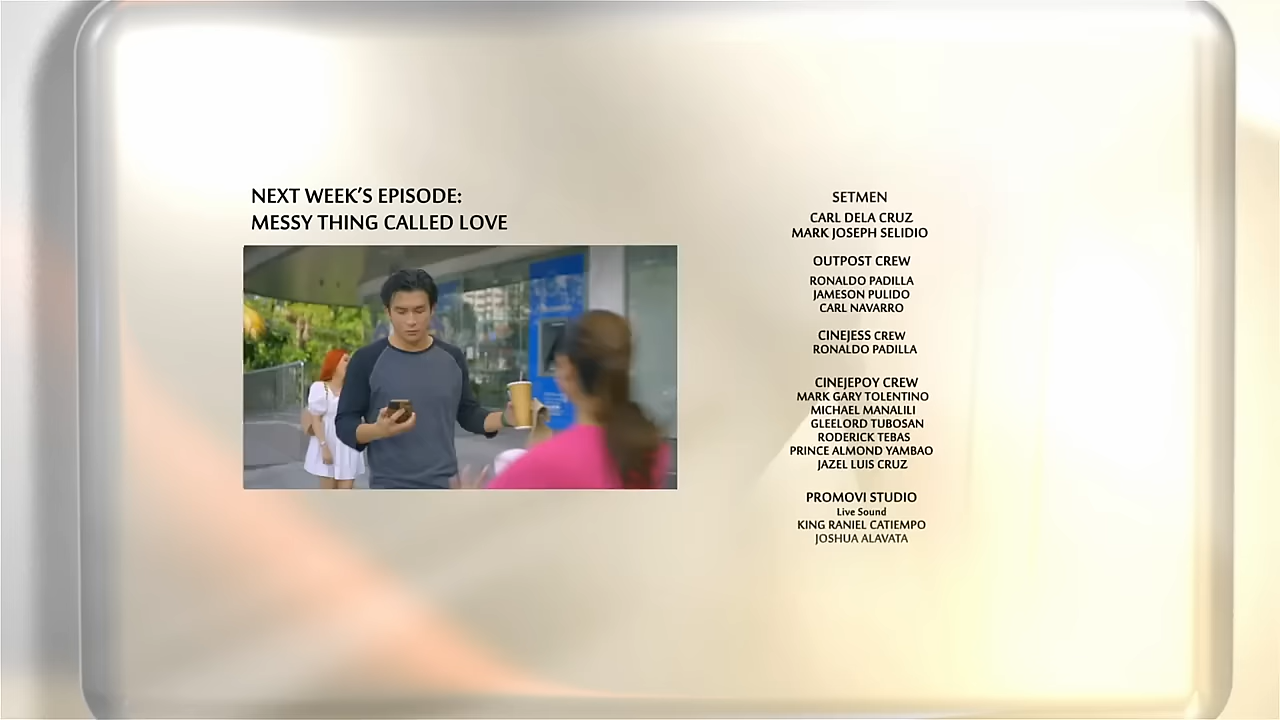 NEXT WEEK'S EPISODE:
MESSY THING CALLED LOVE
SETMEN
CARL DELA CRUZ
MARK JOSEPH SELIDIO
OUTPOST CREW
RONALDO PADILLA
JAMESON PULIDO
CARL NAVARRO
CINEJESS CREW
RONALDO PADILLA
CINEJEPOY CREW
MARK GARY TOLENTINO
MICHAEL MANALILI
GLEELORD TUBOSAN
RODERICK TEBAS
PRINCE ALMOND YAMBAO
JAZEL LUIS CRUZ
PROMOVI STUDIO
Live Sound
KING RANIEL CATIEMPO
JOSHUA ALAVATA